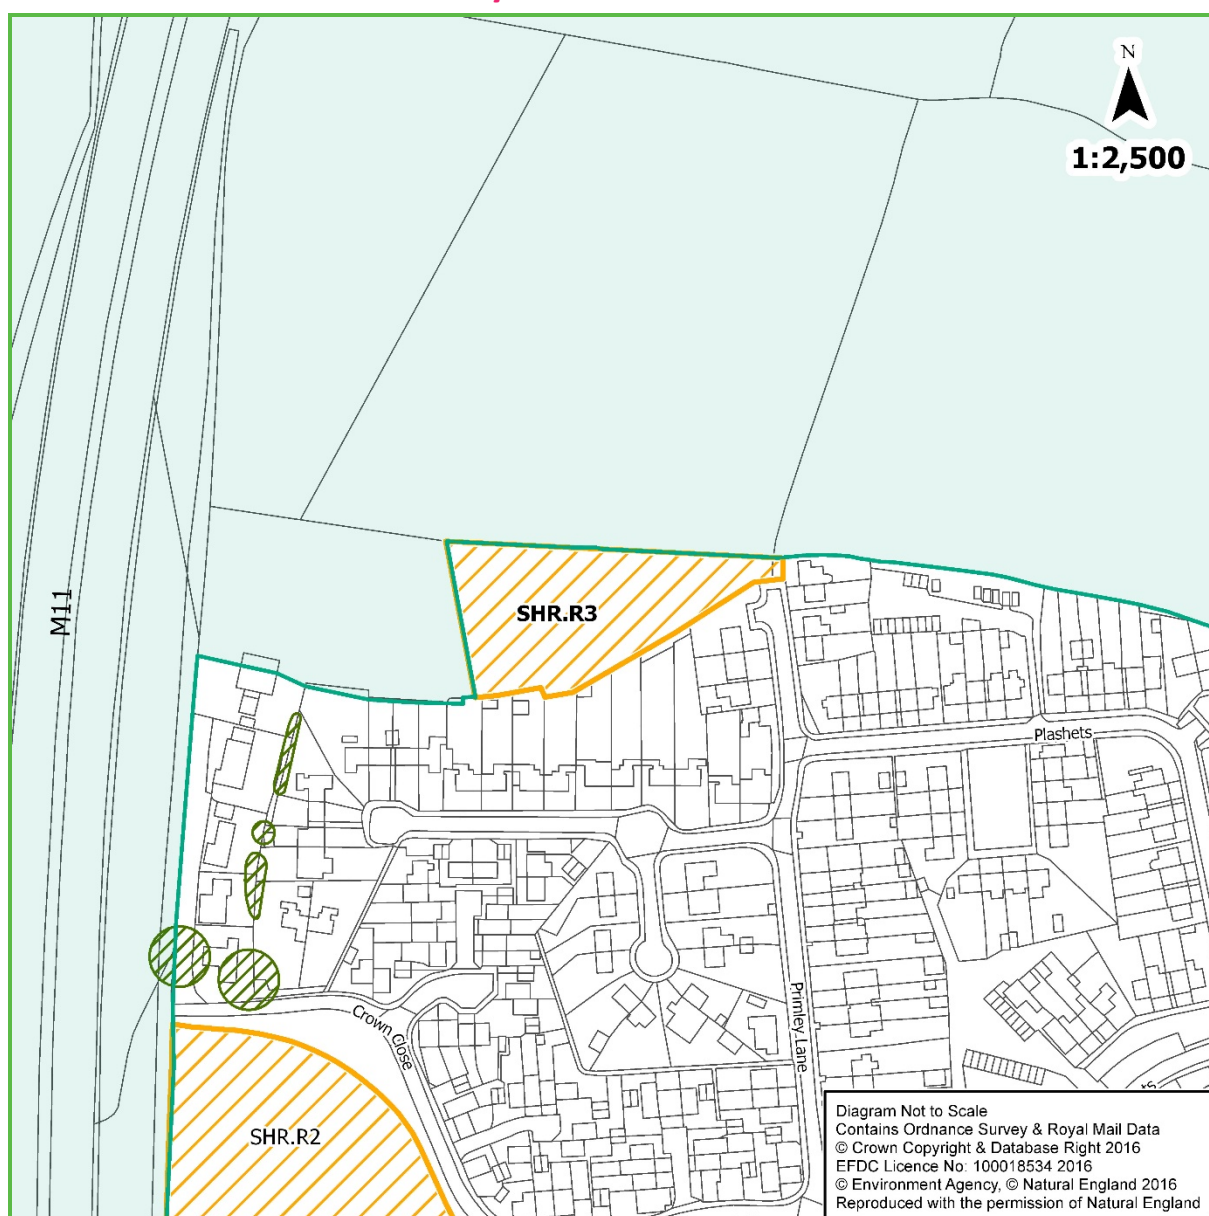 N
1:2,500
M11
SHR.R3
Plashets
Primley Lane
Crown Close
SHR.R2
Diagram Not to Scale
Contains Ordnance Survey & Royal Mail Data
© Crown Copyright & Database Right 2016
EFDC Licence No: 100018534 2016
© Environment Agency, © Natural England 2016
Reproduced with the permission of Natural England